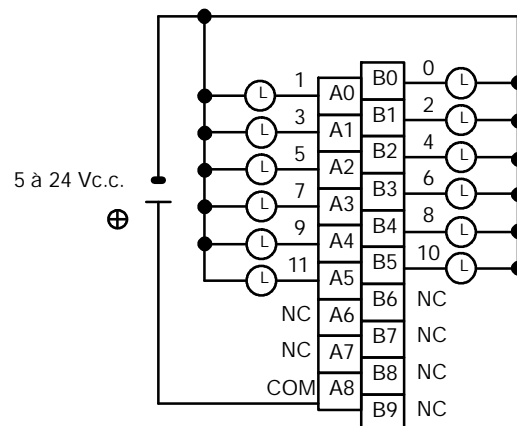 1 A0 B0 0
3 A1 B1 2
5 A2 B2 4
7 A3 B3 6
9 A4 B4 8
11 A5 B5 10
NC A6 B6 NC
NC A7 B7 NC
COM A8 B8 NC
B9 NC
L L
L L
L L
L L
L L
L L
5 à 24 Vc.c.